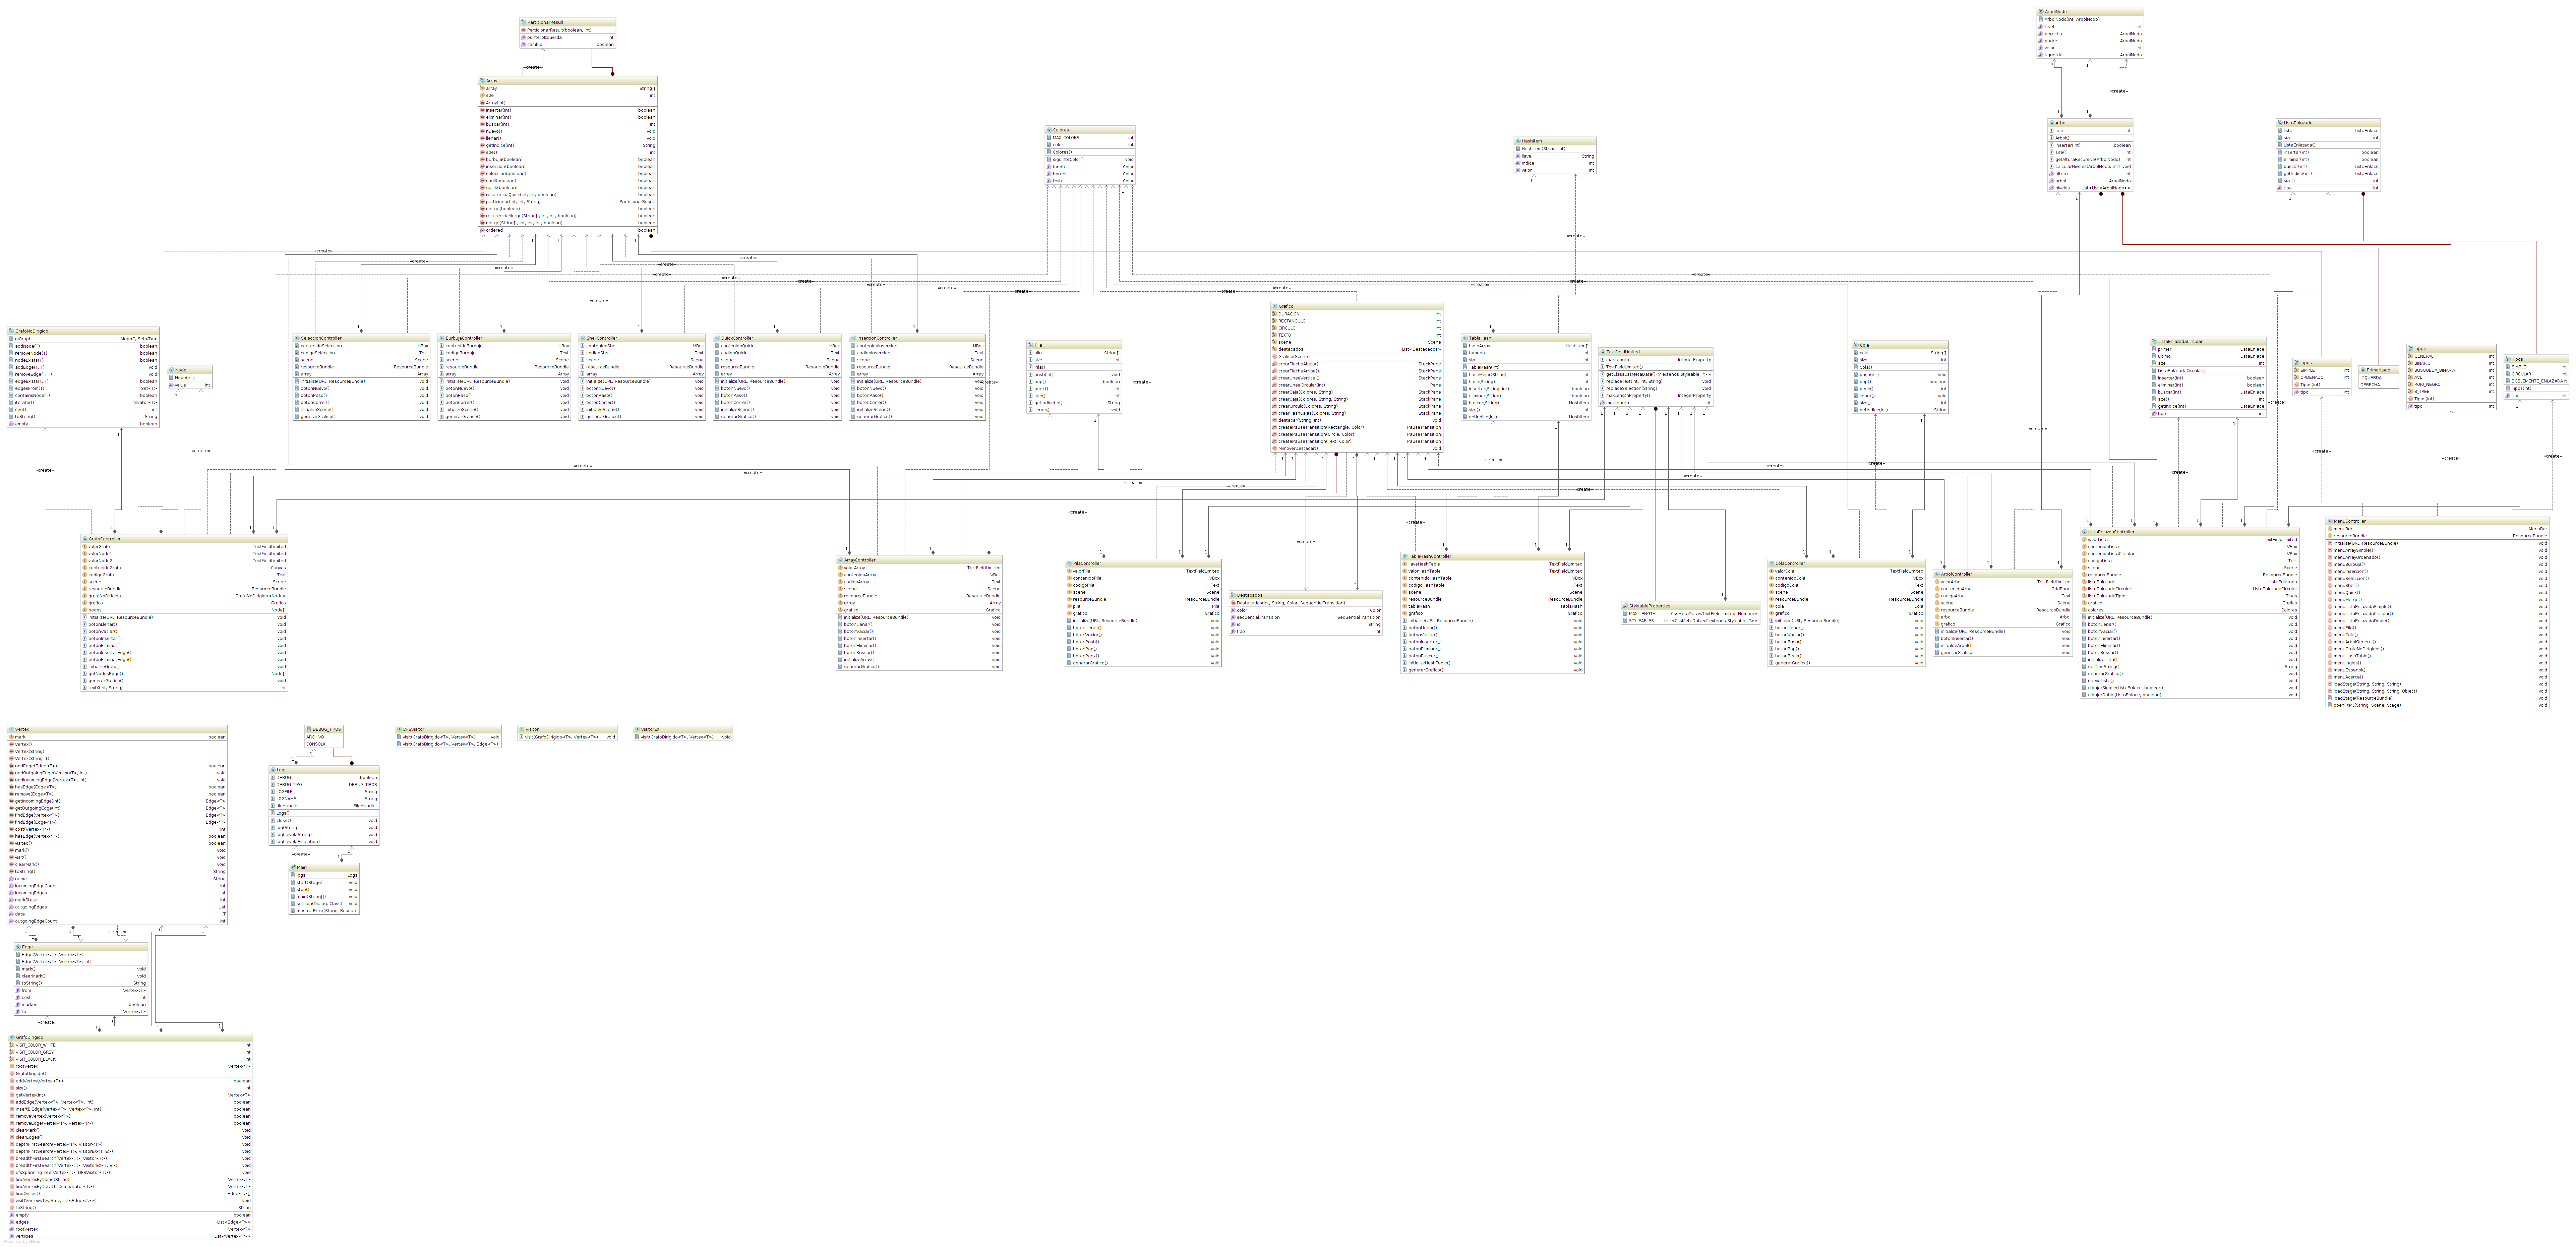 ParticionarResult
ParticionarResult(boolean, int)
punteroIzquerda int
cambio boolean
«create»
Array
array String[]
size int
Array(int)
insertar(int) boolean
eliminar(int) boolean
buscar(int) int
nuevo() void
llenar() void
getIndice(int) String
size() int
burbuja(boolean) boolean
insercion(boolean) boolean
seleccion(boolean) boolean
shell(boolean) boolean
quick(boolean) boolean
recurenciaQuick(int, int, boolean) boolean
particionar(int, int, String) ParticionarResult
merge(boolean) boolean
recurenciaMerge(String[], int, int, boolean) boolean
merge(String[], int, int, int, boolean) boolean
ordered boolean
Colores
MAX_COLORS int
color int
Colores()
siguinteColor() void
fondo Color
border Color
texto Color
HashItem
HashItem(String, int)
llave String
indice int
valor int
ArbolNodo
ArbolNodo(int, ArbolNodo)
nivel int
derecha ArbolNodo
padre ArbolNodo
valor int
izquerda ArbolNodo
«create»
Arbol
size int
Arbol()
insertar(int) boolean
size() int
getAlturaRecursivo(ArbolNodo) int
calcularNiveles(ArbolNodo, int) void
altura int
arbol ArbolNodo
niveles List<List<ArbolNodo>>
ListaEnlazada
lista ListaEnlace
size int
ListaEnlazada()
insertar(int) boolean
eliminar(int) boolean
buscar(int) ListaEnlace
getIndice(int) ListaEnlace
size() int
tipo int
GrafoNoDirigido
mGraph Map<T, Set<T>>
addNode(T) boolean
removeNode(T) boolean
nodeExists(T) boolean
addEdge(T, T) void
removeEdge(T, T) void
edgeExists(T, T) boolean
edgesFrom(T) Set<T>
containsNode(T) boolean
iterator() Iterator<T>
size() int
toString() String
empty boolean
Node
Node(int)
value int
SeleccionController
contenidoSeleccion HBox
codigoSeleccion Text
scene Scene
resourceBundle ResourceBundle
array Array
initialize(URL, ResourceBundle) void
botonNuevo() void
botonPaso() void
botonCorrer() void
initializeScene() void
generarGrafico() void
BurbujaController
contenidoBurbuja HBox
codigoBurbuja Text
scene Scene
resourceBundle ResourceBundle
array Array
initialize(URL, ResourceBundle) void
botonNuevo() void
botonPaso() void
botonCorrer() void
initializeScene() void
generarGrafico() void
ShellController
contenidoShell HBox
codigoShell Text
scene Scene
resourceBundle ResourceBundle
array Array
initialize(URL, ResourceBundle) void
botonNuevo() void
botonPaso() void
botonCorrer() void
initializeScene() void
generarGrafico() void
QuickController
contenidoQuick HBox
codigoQuick Text
scene Scene
resourceBundle ResourceBundle
array Array
initialize(URL, ResourceBundle) void
botonNuevo() void
botonPaso() void
botonCorrer() void
initializeScene() void
generarGrafico() void
InsercionController
contenidoInsercion HBox
codigoInsercion Text
scene Scene
resourceBundle ResourceBundle
array Array
initialize(URL, ResourceBundle) void
botonNuevo() void
botonPaso() void
botonCorrer() void
initializeScene() void
generarGrafico() void
Pila
pila String[]
size int
Pila()
push(int) void
pop() boolean
peek() int
size() int
getIndice(int) String
llenar() void
Grafico
DURACION int
RECTANGULO int
CIRCULO int
TEXTO int
scene Scene
destacados List<Destacados>
Grafico(Scene)
crearFlechaAbajo() StackPane
crearFlechaArriba() StackPane
crearLineaVertical() StackPane
crearLineaCircular(int) Pane
crearCaja(Colores, String, String) StackPane
crearCaja(Colores, String) StackPane
crearCirculo(Colores, String) StackPane
crearHashCajas(Colores, String) StackPane
destacar(String, int) void
createPauseTransition(Rectangle, Color) PauseTransition
createPauseTransition(Circle, Color) PauseTransition
createPauseTransition(Text, Color) PauseTransition
removerDestacar() void
TablaHash
hashArray HashItem[]
tamano int
size int
TablaHash(int)
hashMejor(String) int
hash(String) int
insertar(String, int) boolean
eliminar(String) boolean
buscar(String) HashItem
size() int
getIndice(int) HashItem
TextFieldLimited
maxLength IntegerProperty
TextFieldLimited()
getClassCssMetaData() <? extends Styleable, ?>>
replaceText(int, int, String) void
replaceSelection(String) void
maxLengthProperty() IntegerProperty
maxLength int
Cola
cola String[]
size int
Cola()
push(int) void
pop() boolean
llenar() void
peek() int
size() int
getIndice(int) String
ListaEnlazadaCircular
primer ListaEnlace
ultimo ListaEnlace
size int
ListaEnlazadaCircular()
insertar(int) boolean
eliminar(int) boolean
buscar(int) ListaEnlace
size() int
getIndice(int) ListaEnlace
tipo int
Tipos
SIMPLE int
ORDENADO int
Tipos(int)
tipo int
PrimerLado
IZQUERDA
DERECHA
Tipos
GENERAL int
BINARIO int
BUSQUEDA_BINARIA int
AVL int
ROJO_NEGRO int
B_TREE int
Tipos(int)
tipo int
Tipos
SIMPLE int
CIRCULAR int
DOBLEMENTE_ENLAZADA
Tipos(int)
tipo int
GrafoController
valorGrafo TextFieldLimited
valorNodo1 TextFieldLimited
valorNodo2 TextFieldLimited
contenidoGrafo Canvas
codigoGrafo Text
scene Scene
resourceBundle ResourceBundle
grafoNoDirigido GrafoNoDirigido<Node>
grafico Grafico
nodes Node[]
initialize(URL, ResourceBundle) void
botonLlenar() void
botonVaciar() void
botonInsertar() void
botonEliminar() void
botonInsertarEdge() void
botonEliminarEdge() void
initializeGrafo() void
getNodosEdge() Node[]
generarGrafico() void
textX(int, String) int
ArrayController
valorArray TextFieldLimited
contenidoArray VBox
codigoArray Text
scene Scene
resourceBundle ResourceBundle
array Array
grafico Grafico
initialize(URL, ResourceBundle) void
botonLlenar() void
botonVaciar() void
botonInsertar() void
botonEliminar() void
botonBuscar() void
initializeArray() void
generarGrafico() void
PilaController
valorPila TextFieldLimited
contenidoPila VBox
codigoPila Text
scene Scene
resourceBundle ResourceBundle
pila Pila
grafico Grafico
initialize(URL, ResourceBundle) void
botonLlenar() void
botonVaciar() void
botonPush() void
botonPop() void
botonPeek() void
generarGrafico() void
Destacados
Destacados(int, String, Color, SequentialTransition)
color Color
sequentialTransition SequentialTransition
id String
tipo int
TablaHashController
llaveHashTable TextFieldLimited
valorHashTable TextFieldLimited
contenidoHashTable VBox
codigoHashTable Text
scene Scene
resourceBundle ResourceBundle
tablaHash TablaHash
grafico Grafico
initialize(URL, ResourceBundle) void
botonLlenar() void
botonVaciar() void
botonInsertar() void
botonEliminar() void
botonBuscar() void
initializeHashTable() void
generarGrafico() void
StyleableProperties
MAX_LENGTH CssMetaData<TextFieldLimited, Number>
STYLEABLES List<CssMetaData<? extends Styleable, ?>>
ColaController
valorCola TextFieldLimited
contenidoCola VBox
codigoCola Text
scene Scene
resourceBundle ResourceBundle
cola Cola
grafico Grafico
initialize(URL, ResourceBundle) void
botonLlenar() void
botonVaciar() void
botonPush() void
botonPop() void
botonPeek() void
generarGrafico() void
ArbolController
valorArbol TextFieldLimited
contenidoArbol GridPane
codigoArbol Text
scene Scene
resourceBundle ResourceBundle
arbol Arbol
grafico Grafico
initialize(URL, ResourceBundle) void
botonInsertar() void
initializeArbol() void
generarGrafico() void
ListaEnlazdaController
valorLista TextFieldLimited
contenidoLista VBox
contenidoListaCircular VBox
codigoLista Text
scene Scene
resourceBundle ResourceBundle
listaEnlazada ListaEnlazada
listaEnlazadaCircular ListaEnlazadaCircular
listaEnlazadaTipos Tipos
grafico Grafico
colores Colores
initialize(URL, ResourceBundle) void
botonLlenar() void
botonVaciar() void
botonInsertar() void
botonEliminar() void
botonBuscar() void
initializeLista() void
getTipoString() String
generarGrafico() void
nuevaLista() void
dibujarSimple(ListaEnlace, boolean) void
dibujarDoble(ListaEnlace, boolean) void
MenuController
menuBar MenuBar
resourceBundle ResourceBundle
initialize(URL, ResourceBundle) void
menuArraySimple() void
menuArrayOrdenado() void
menuBurbuja() void
menuInsercion() void
menuSeleccion() void
menuShell() void
menuQuick() void
menuMerge() void
menuListaEnlazadaSimple() void
menuListaEnlazadaCircular() void
menuListaEnlazadaDoble() void
menuPila() void
menuCola() void
menuArbolGeneral() void
menuGrafoNoDirigidos() void
menuHashTable() void
menuIngles() void
menuEspanol() void
menuAcerca() void
loadStage(String, String, String) void
loadStage(String, String, String, Object) void
loadStage(ResourceBundle) void
openFXML(String, Scene, Stage) void
Vertex
mark boolean
Vertex()
Vertex(String)
Vertex(String, T)
addEdge(Edge<T>) boolean
addOutgoingEdge(Vertex<T>, int) void
addIncomingEdge(Vertex<T>, int) void
hasEdge(Edge<T>) boolean
remove(Edge<T>) boolean
getIncomingEdge(int) Edge<T>
getOutgoingEdge(int) Edge<T>
findEdge(Vertex<T>) Edge<T>
findEdge(Edge<T>) Edge<T>
cost(Vertex<T>) int
hasEdge(Vertex<T>) boolean
visited() boolean
mark() void
visit() void
clearMark() void
toString() String
name String
incomingEdgeCount int
incomingEdges List
markState int
outgoingEdges List
data T
outgoingEdgeCount int
DEBUG_TIPOS
ARCHIVO
CONSOLA
Logs
DEBUG boolean
DEBUG_TIPO DEBUG_TIPOS
LOGFILE String
LOGNAME String
fileHandler FileHandler
Logs()
close() void
log(String) void
log(Level, String) void
log(Level, Exception) void
«create»
Main
logs Logs
start(Stage) void
stop() void
main(String[]) void
setIcon(Dialog, Class) void
mostrarError(String, Resource
DFSVisitor
visit(GrafoDirigido<T>, Vertex<T>) void
visit(GrafoDirigido<T>, Vertex<T>, Edge<T>)
Visitor
visit(GrafoDirigido<T>, Vertex<T>) void
VisitorEX
visit(GrafoDirigido<T>, Vertex<T>) void
Edge
Edge(Vertex<T>, Vertex<T>)
Edge(Vertex<T>, Vertex<T>, int)
mark() void
clearMark() void
toString() String
from Vertex<T>
cost int
marked boolean
to Vertex<T>
«create»
GrafoDirigido
VISIT_COLOR_WHITE int
VISIT_COLOR_GREY int
VISIT_COLOR_BLACK int
rootVertex Vertex<T>
GrafoDirigido()
addVertex(Vertex<T>) boolean
size() int
getVertex(int) Vertex<T>
addEdge(Vertex<T>, Vertex<T>, int) boolean
insertBiEdge(Vertex<T>, Vertex<T>, int) boolean
removeVertex(Vertex<T>) boolean
removeEdge(Vertex<T>, Vertex<T>) boolean
clearMark() void
clearEdges() void
depthFirstSearch(Vertex<T>, Visitor<T>) void
depthFirstSearch(Vertex<T>, VisitorEX<T, E>) void
breadthFirstSearch(Vertex<T>, Visitor<T>) void
breadthFirstSearch(Vertex<T>, VisitorEX<T, E>) void
dfsSpanningTree(Vertex<T>, DFSVisitor<T>) void
findVertexByName(String) Vertex<T>
findVertexByData(T, Comparator<T>) Vertex<T>
findCycles() Edge<T>[]
visit(Vertex<T>, ArrayList<Edge<T>>) void
toString() String
empty boolean
edges List<Edge<T>>
rootVertex Vertex<T>
verticies List<Vertex<T>>